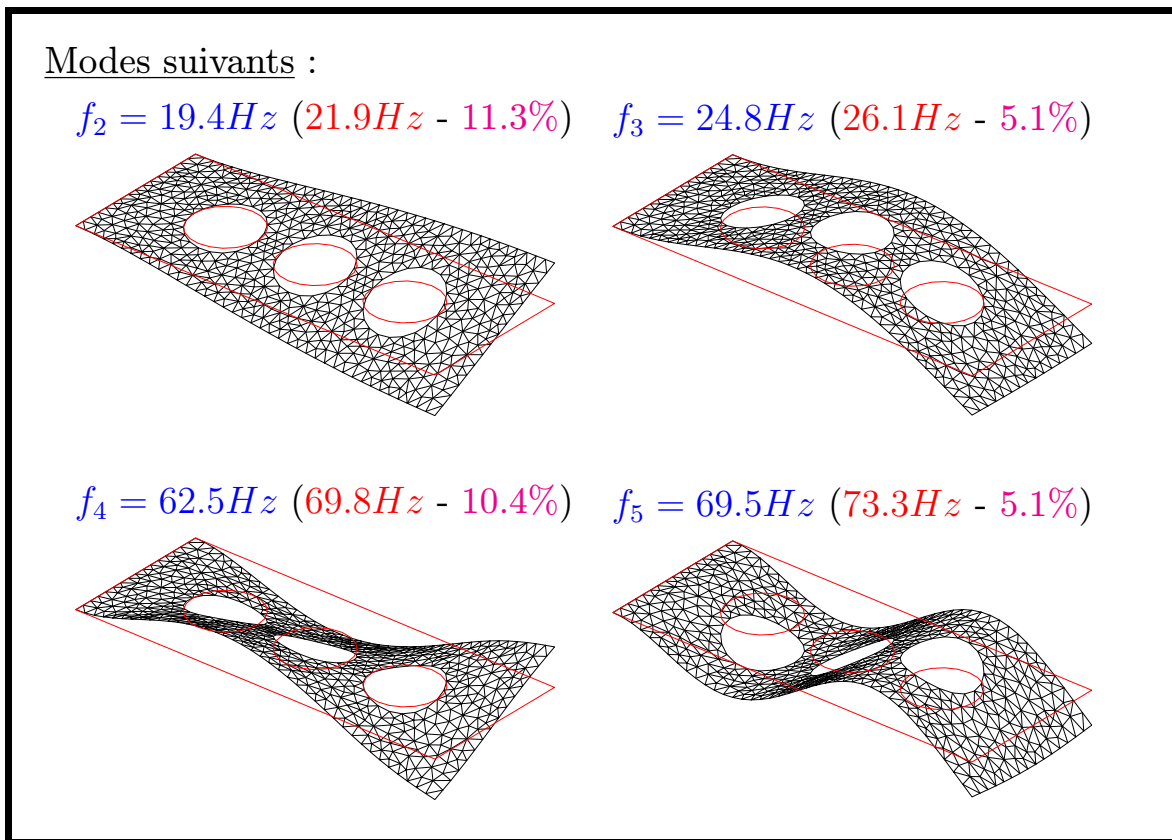 Modes suivants :
f₂ = 19.4Hz (21.9Hz - 11.3%)
f₃ = 24.8Hz (26.1Hz - 5.1%)
f₄ = 62.5Hz (69.8Hz - 10.4%)
f₅ = 69.5Hz (73.3Hz - 5.1%)